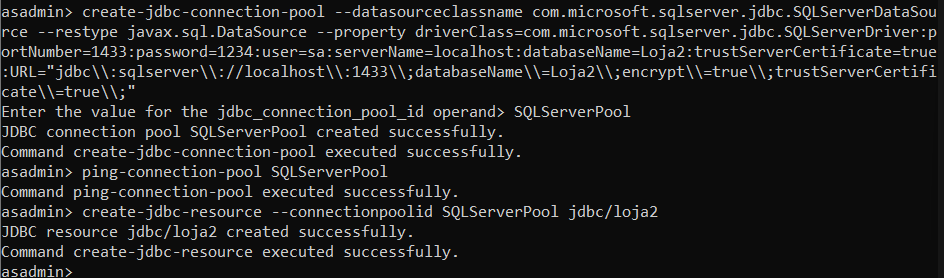 asadmin> create-jdbc-connection-pool --datasourceclassname com.microsoft.sqlserver.jdbc.SQLServerDataSou
rce --restype javax.sql.DataSource --property driverClass=com.microsoft.sqlserver.jdbc.SQLServerDriver:p
ortNumber=1433:password=1234:user=sa:serverName=localhost:databaseName=Loja2:trustServerCertificate=true
:URL="jdbc\\:sqlserver\\://localhost\\:1433\\;databaseName\\=Loja2\\;encrypt\\=true\\;trustServerCertifi
cate\\=true\\;"
Enter the value for the jdbc_connection_pool_id operand> SQLServerPool
JDBC connection pool SQLServerPool created successfully.
Command create-jdbc-connection-pool executed successfully.
asadmin> ping-connection-pool SQLServerPool
Command ping-connection-pool executed successfully.
asadmin> create-jdbc-resource --connectionpoolid SQLServerPool jdbc/loja2
JDBC resource jdbc/loja2 created successfully.
Command create-jdbc-resource executed successfully.
asadmin>